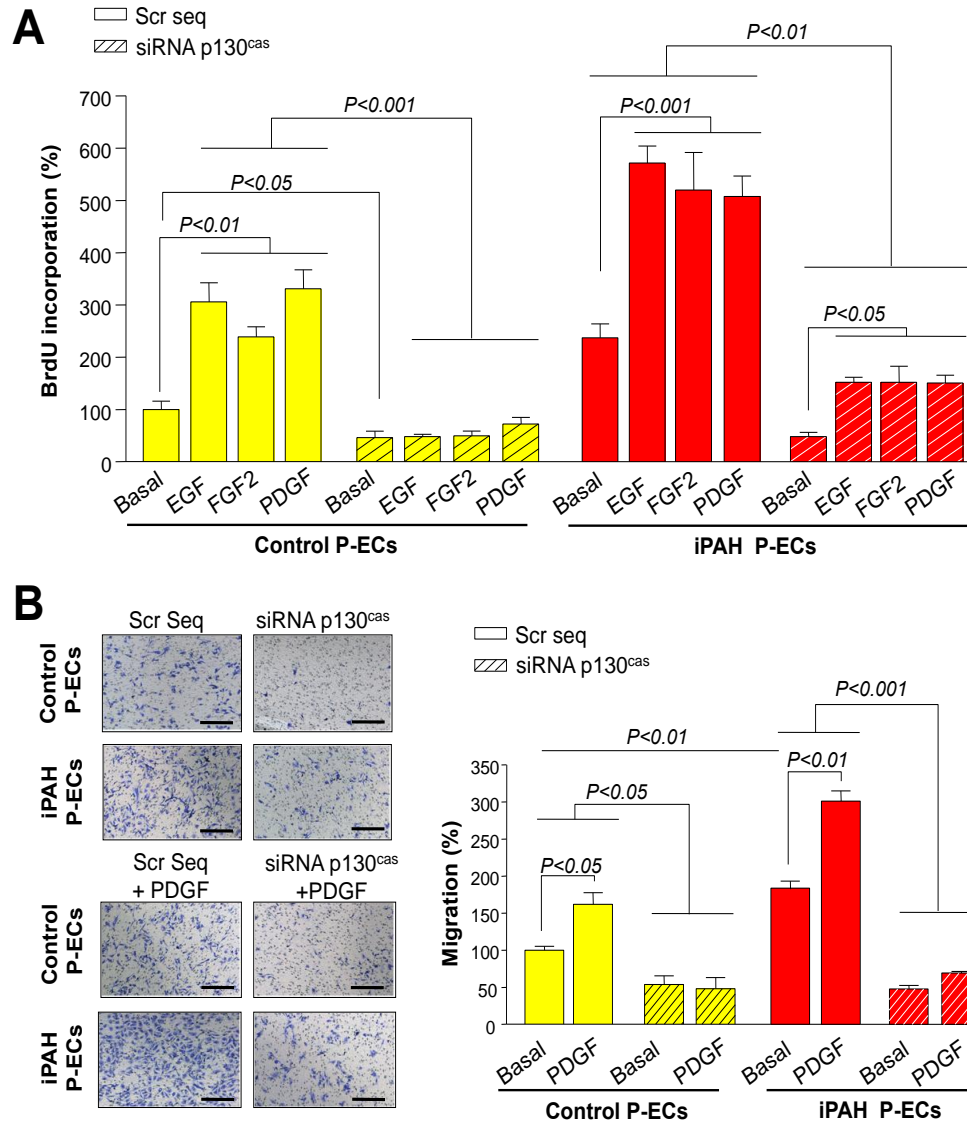 A
Scr seq
siRNA p130cas
P<0.01
P<0.001
P<0.001
P<0.05
P<0.01
P<0.05
BrdU incorporation (%)
700
600
500
400
300
200
100
0
Basal EGF FGF2 PDGF Basal EGF FGF2 PDGF Basal EGF FGF2 PDGF Basal EGF FGF2 PDGF
Control P-ECs iPAH P-ECs
B
Scr Seq siRNA p130cas
Control P-ECs
iPAH P-ECs
Scr Seq + PDGF
siRNA p130cas +PDGF
Control P-ECs
iPAH P-ECs
Scr seq
siRNA p130cas
P<0.001
P<0.01
P<0.01
P<0.05
P<0.05
Migration (%)
350
300
250
200
150
100
50
0
Basal PDGF Basal PDGF Basal PDGF Basal PDGF
Control P-ECs iPAH P-ECs